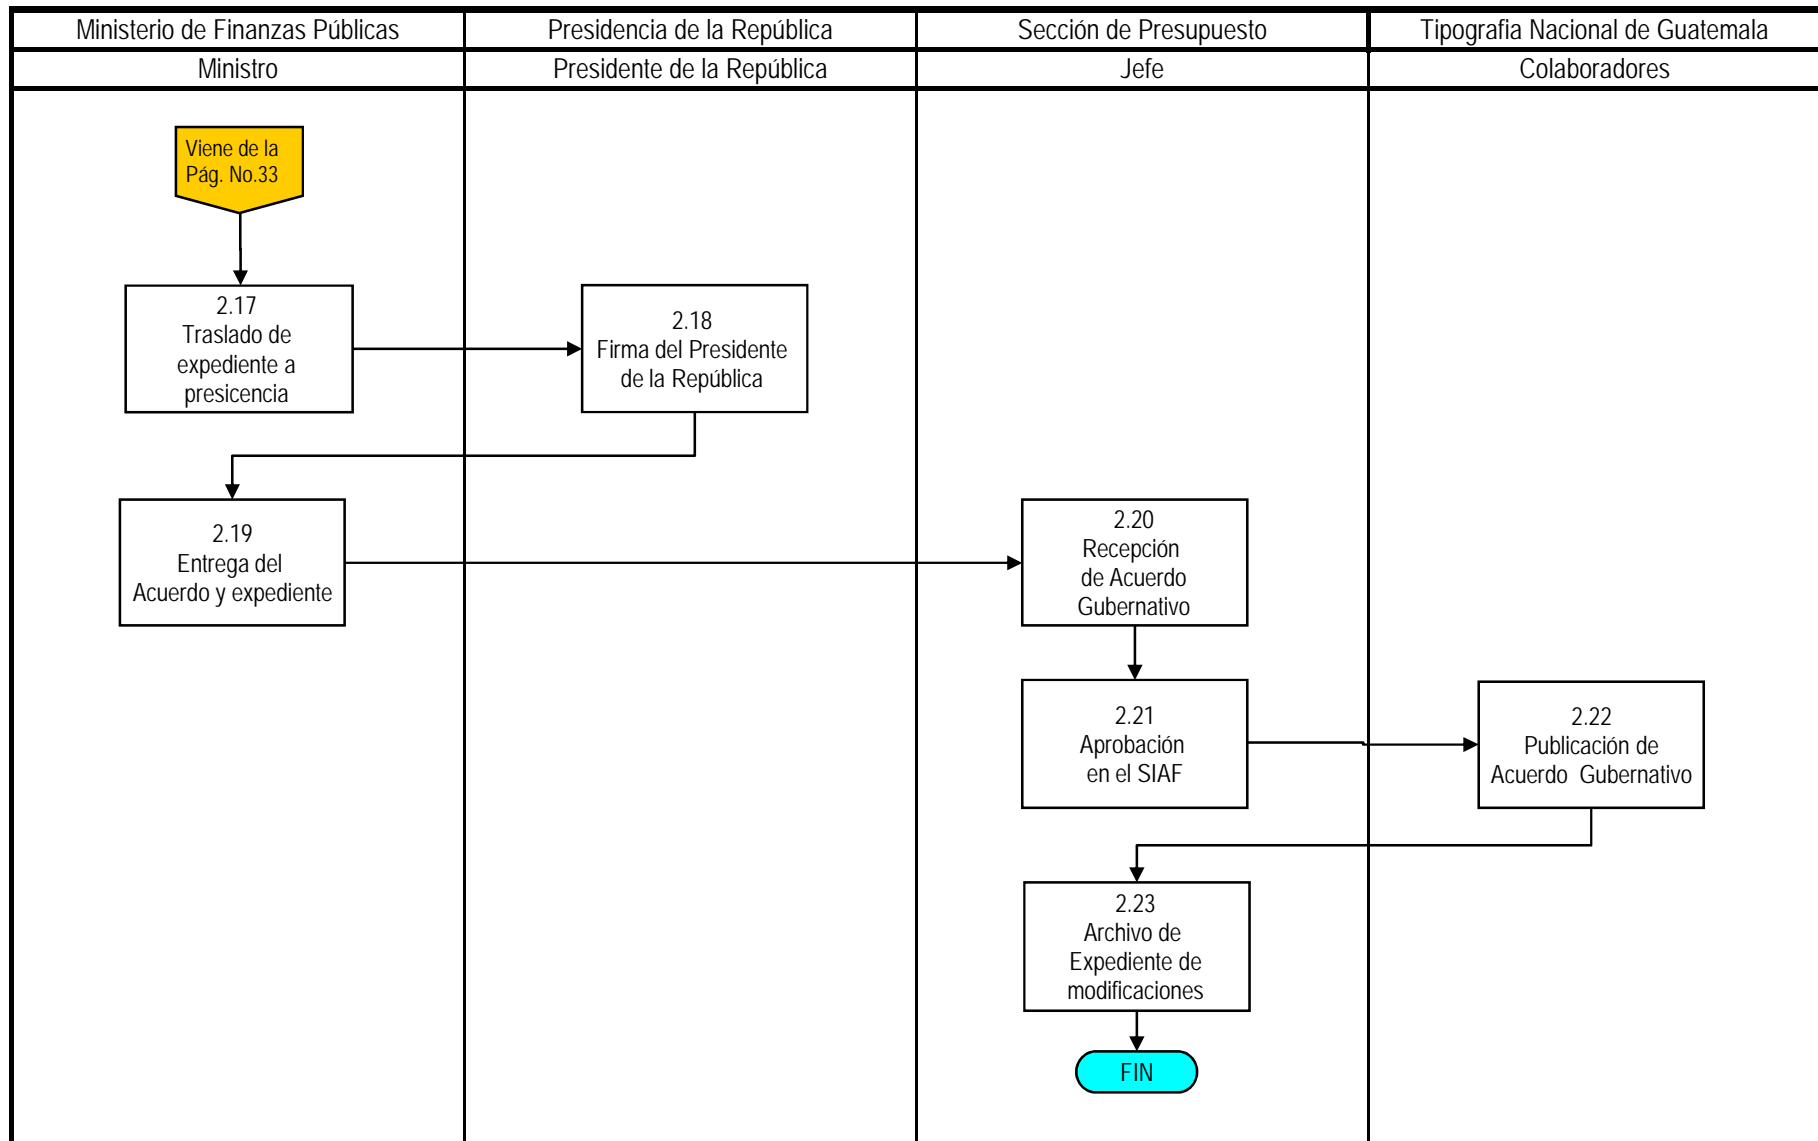 Ministerio de Finanzas Públicas
Presidencia de la República
Sección de Presupuesto
Tipografia Nacional de Guatemala
Ministro
Presidente de la República
Jefe
Colaboradores
Viene de la
Pág. No.33
2.17
Traslado de
expediente a
presicencia
2.18
Firma del Presidente
de la República
2.19
Entrega del
Acuerdo y expediente
2.20
Recepción
de Acuerdo
Gubernativo
2.21
Aprobación
en el SIAF
2.22
Publicación de
Acuerdo Gubernativo
2.23
Archivo de
Expediente de
modificaciones
FIN